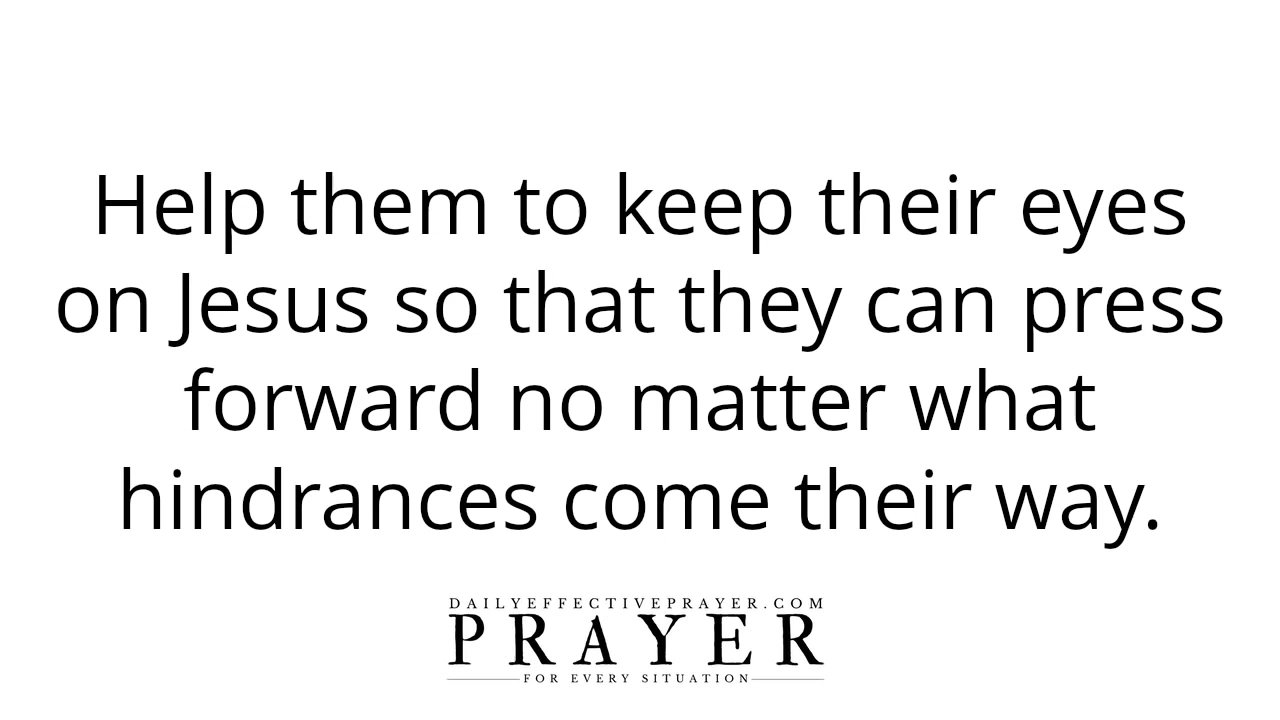 Help them to keep their eyes
on Jesus so that they can press
forward no matter what
hindrances come their way.
DAILYEFFECTIVEPRAYER.COM
PRAYER
FOR EVERY SITUATION